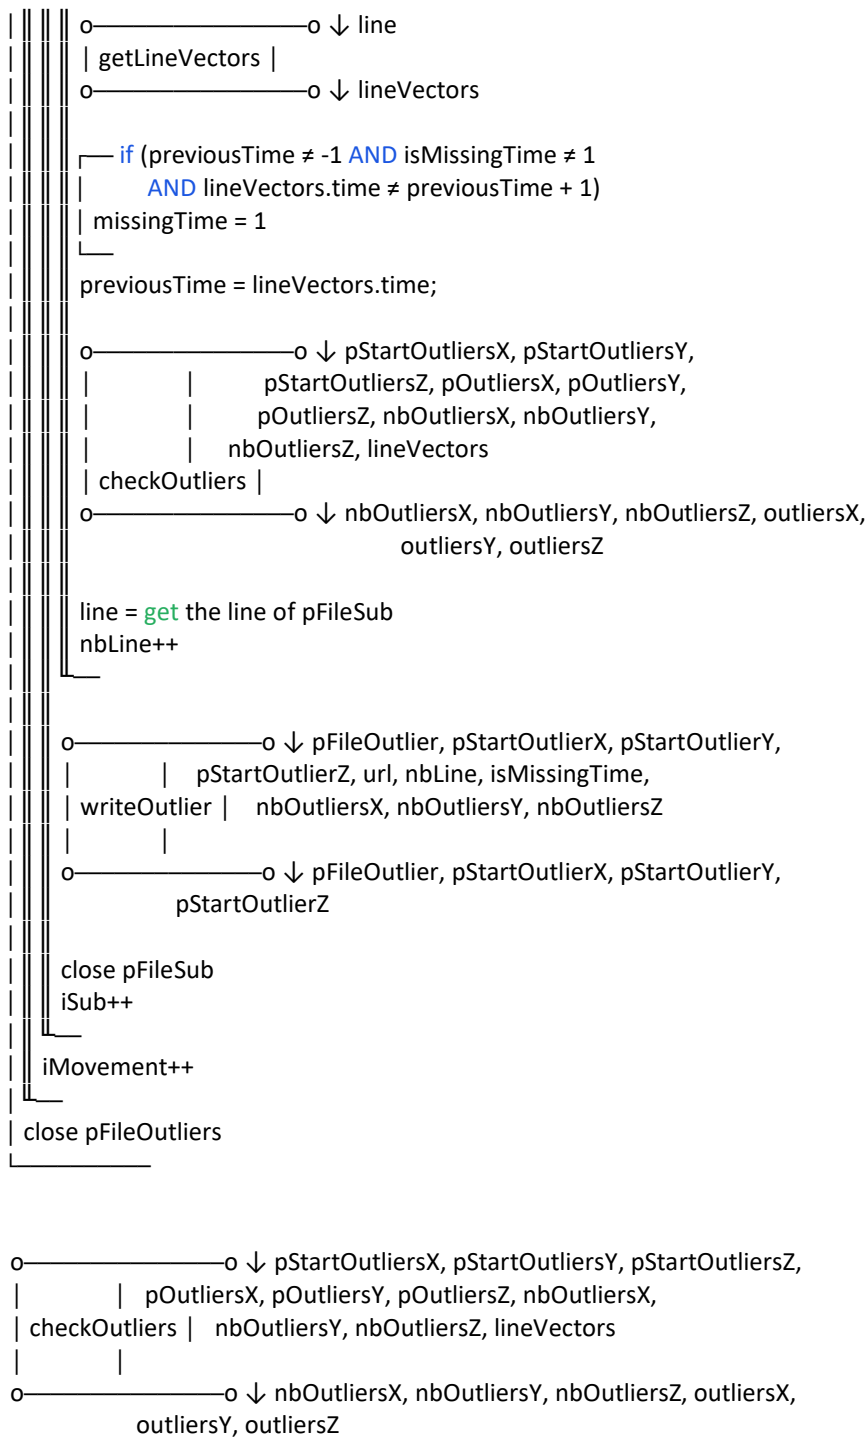 o────────────────o ↓ line
| getLineVectors |
o────────────────o ↓ lineVectors
┌── if (previousTime ≠ -1 AND isMissingTime ≠ 1
| AND lineVectors.time ≠ previousTime + 1)
| missingTime = 1
└──
previousTime = lineVectors.time;
o───────────────o ↓ pStartOutliersX, pStartOutliersY,
| | pStartOutliersZ, pOutliersX, pOutliersY,
| | pOutliersZ, nbOutliersX, nbOutliersY,
| | nbOutliersZ, lineVectors
| checkOutliers |
o───────────────o ↓ nbOutliersX, nbOutliersY, nbOutliersZ, outliersX,
outliersY, outliersZ
line = get the line of pFileSub
nbLine++
o──────────────o ↓ pFileOutlier, pStartOutlierX, pStartOutlierY,
| | pStartOutlierZ, url, nbLine, isMissingTime,
| writeOutlier | nbOutliersX, nbOutliersY, nbOutliersZ
| |
o──────────────o ↓ pFileOutlier, pStartOutlierX, pStartOutlierY,
pStartOutlierZ
close pFileSub
iSub++
iMovement++
| close pFileOutliers
└──────────
o───────────────o ↓ pStartOutliersX, pStartOutliersY, pStartOutliersZ,
| | pOutliersX, pOutliersY, pOutliersZ, nbOutliersX,
| checkOutliers | nbOutliersY, nbOutliersZ, lineVectors
| |
o───────────────o ↓ nbOutliersX, nbOutliersY, nbOutliersZ, outliersX,
outliersY, outliersZ